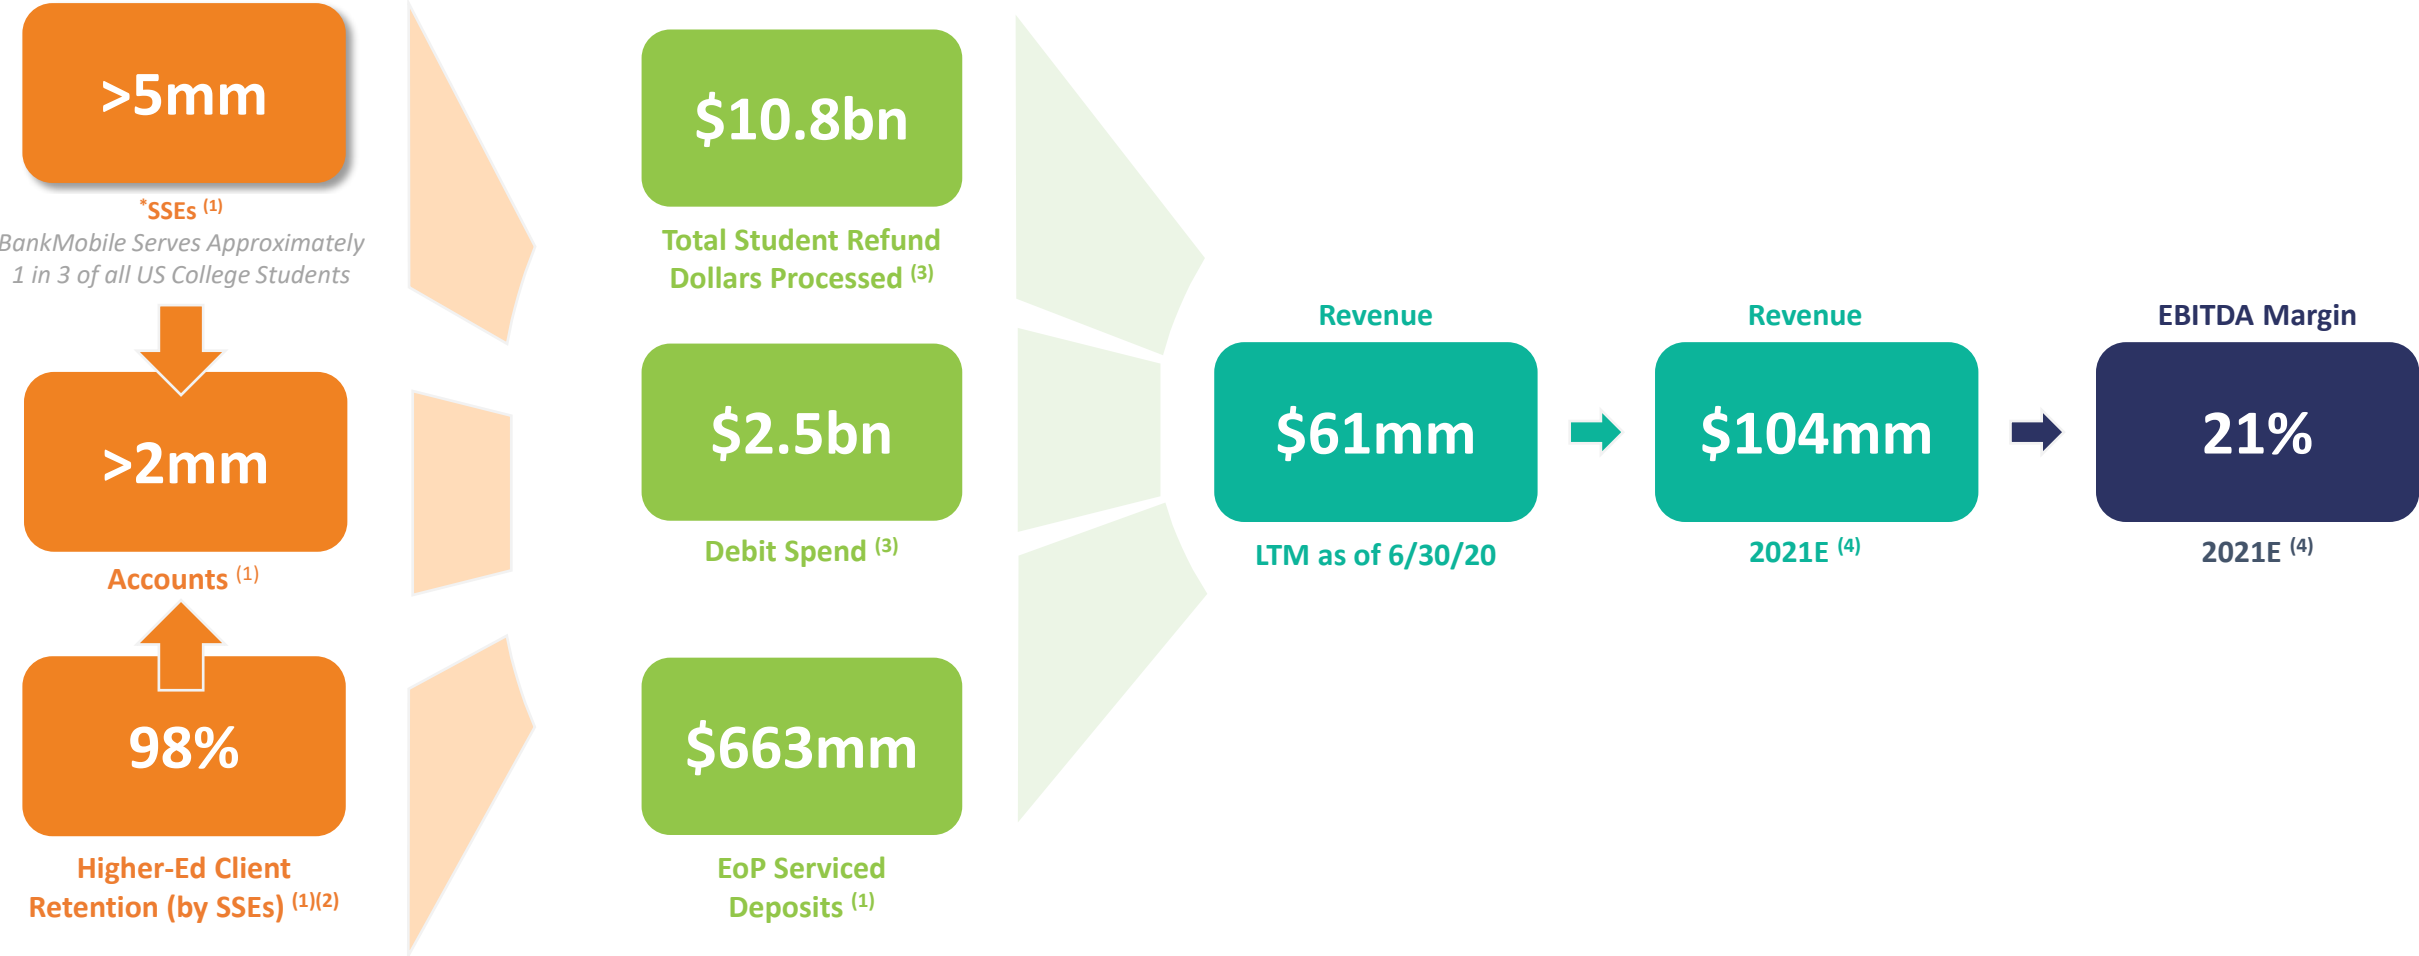 >5mm
*SSEs (1)
BankMobile Serves Approximately
1 in 3 of all US College Students
>2mm
Accounts (1)
98%
Higher-Ed Client
Retention (by SSEs) (1)(2)
$10.8bn
Total Student Refund
Dollars Processed (3)
$2.5bn
Debit Spend (3)
$663mm
EoP Serviced
Deposits (1)
Revenue
$61mm
LTM as of 6/30/20
Revenue
$104mm
2021E (4)
EBITDA Margin
21%
2021E (4)